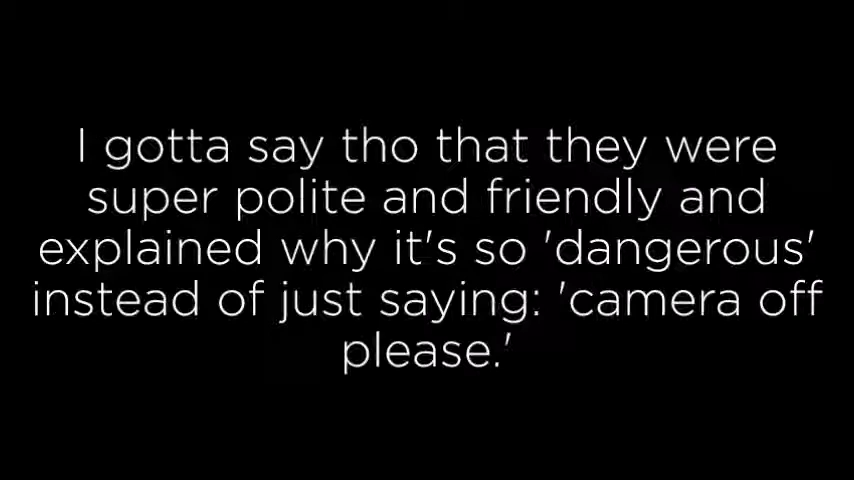 I gotta say tho that they were
super polite and friendly and
explained why it's so 'dangerous'
instead of just saying: 'camera off
please.'